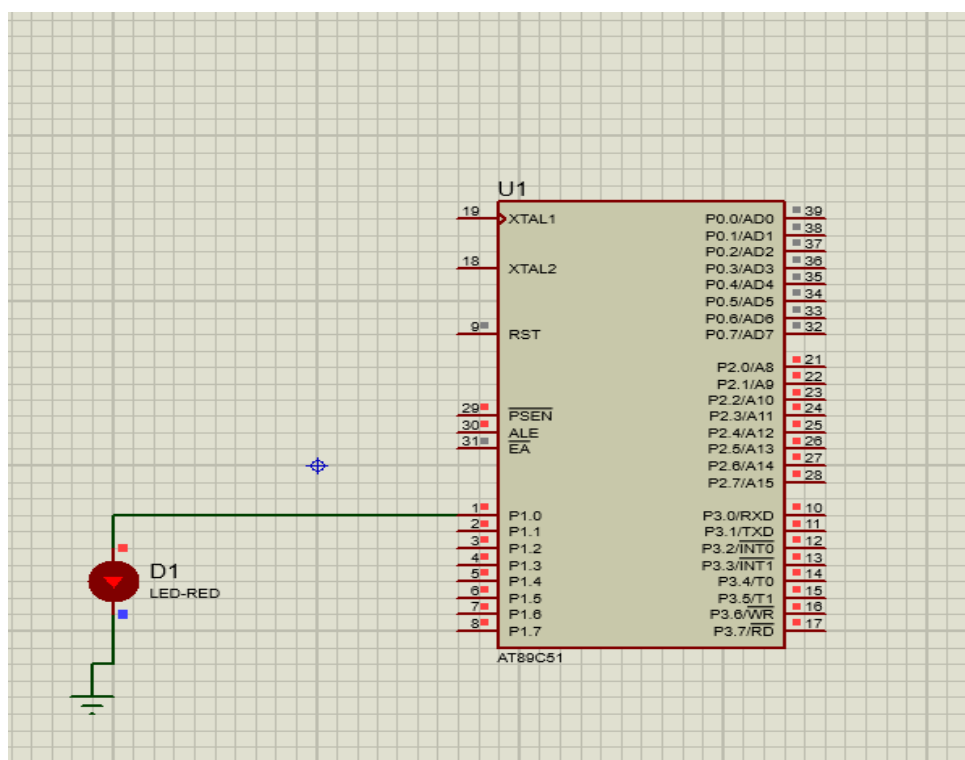 U1
19 XTAL1
18 XTAL2
9 RST
29 PSEN
30 ALE
31 EA
1 P1.0
2 P1.1
3 P1.2
4 P1.3
5 P1.4
6 P1.5
7 P1.6
8 P1.7
P0.0/AD0 39
P0.1/AD1 38
P0.2/AD2 37
P0.3/AD3 36
P0.4/AD4 35
P0.5/AD5 34
P0.6/AD6 33
P0.7/AD7 32
P2.0/A8 21
P2.1/A9 22
P2.2/A10 23
P2.3/A11 24
P2.4/A12 25
P2.5/A13 26
P2.6/A14 27
P2.7/A15 28
P3.0/RXD 10
P3.1/TXD 11
P3.2/INT0 12
P3.3/INT1 13
P3.4/T0 14
P3.5/T1 15
P3.6/WR 16
P3.7/RD 17
AT89C51
D1
LED-RED